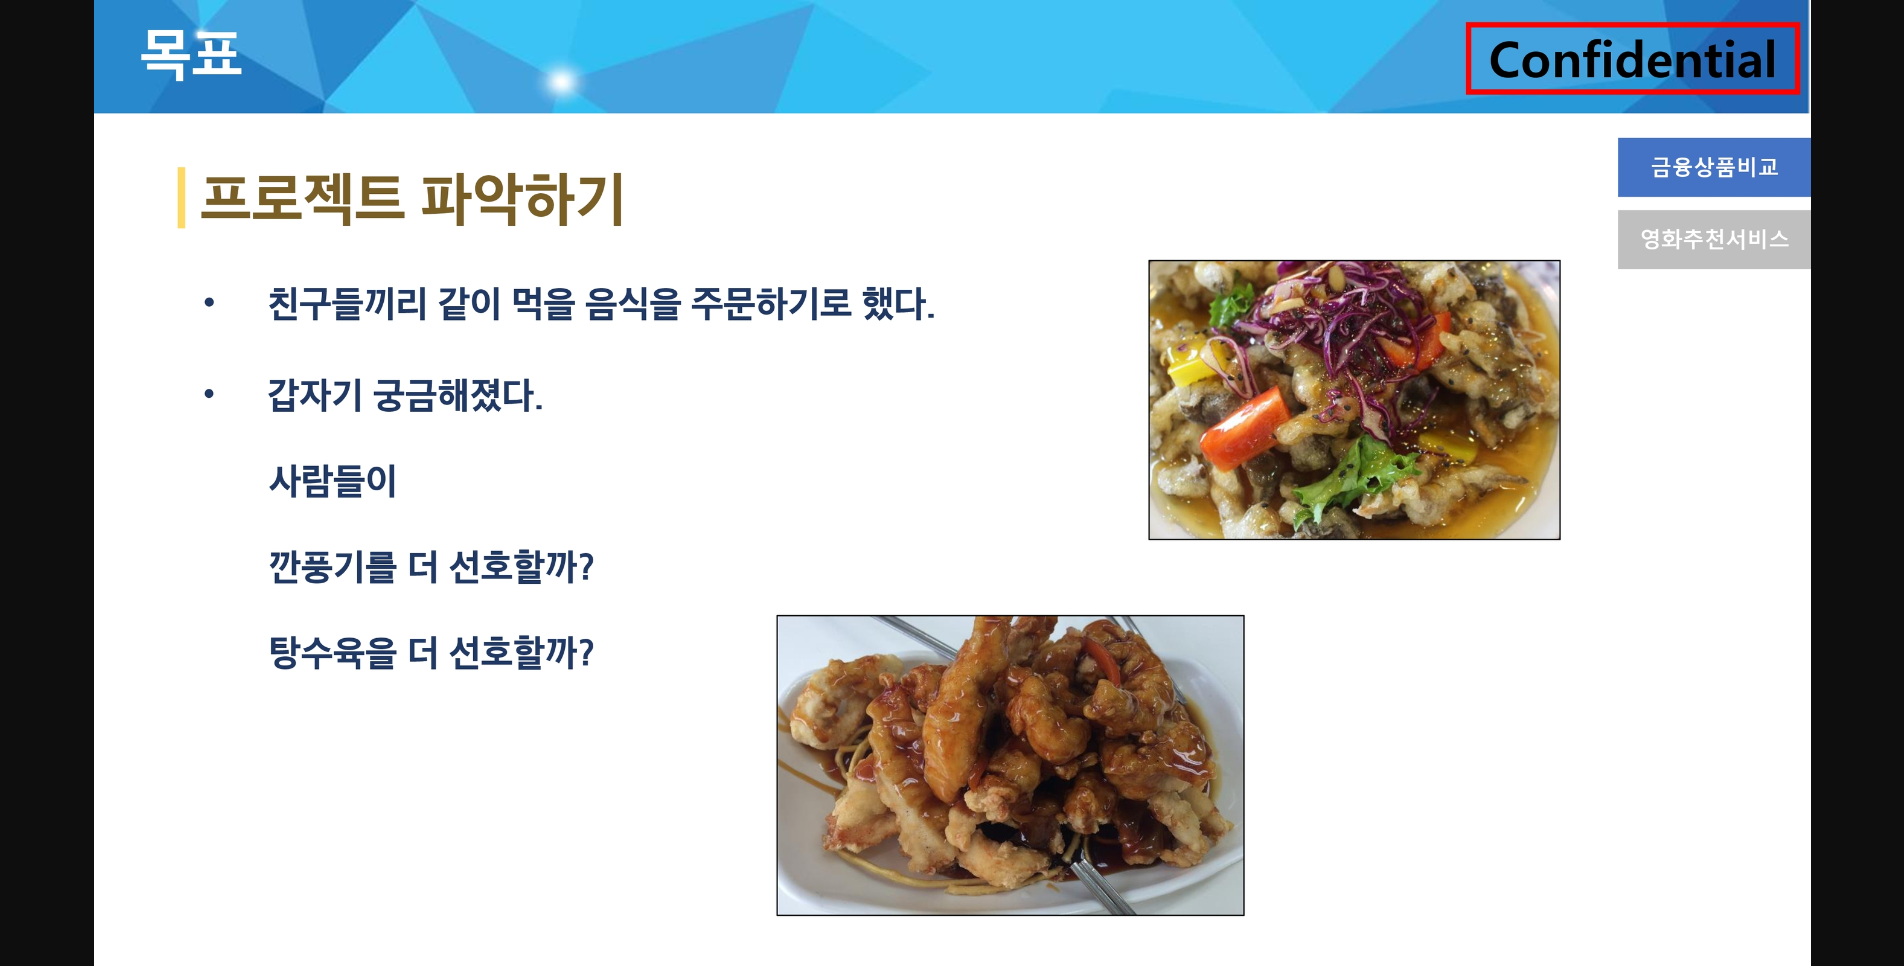 목표
Confidential
금융상품비교
영화추천서비스
프로젝트 파악하기
• 친구들끼리 같이 먹을 음식을 주문하기로 했다.
• 갑자기 궁금해졌다.
사람들이
깐풍기를 더 선호할까?
탕수육을 더 선호할까?